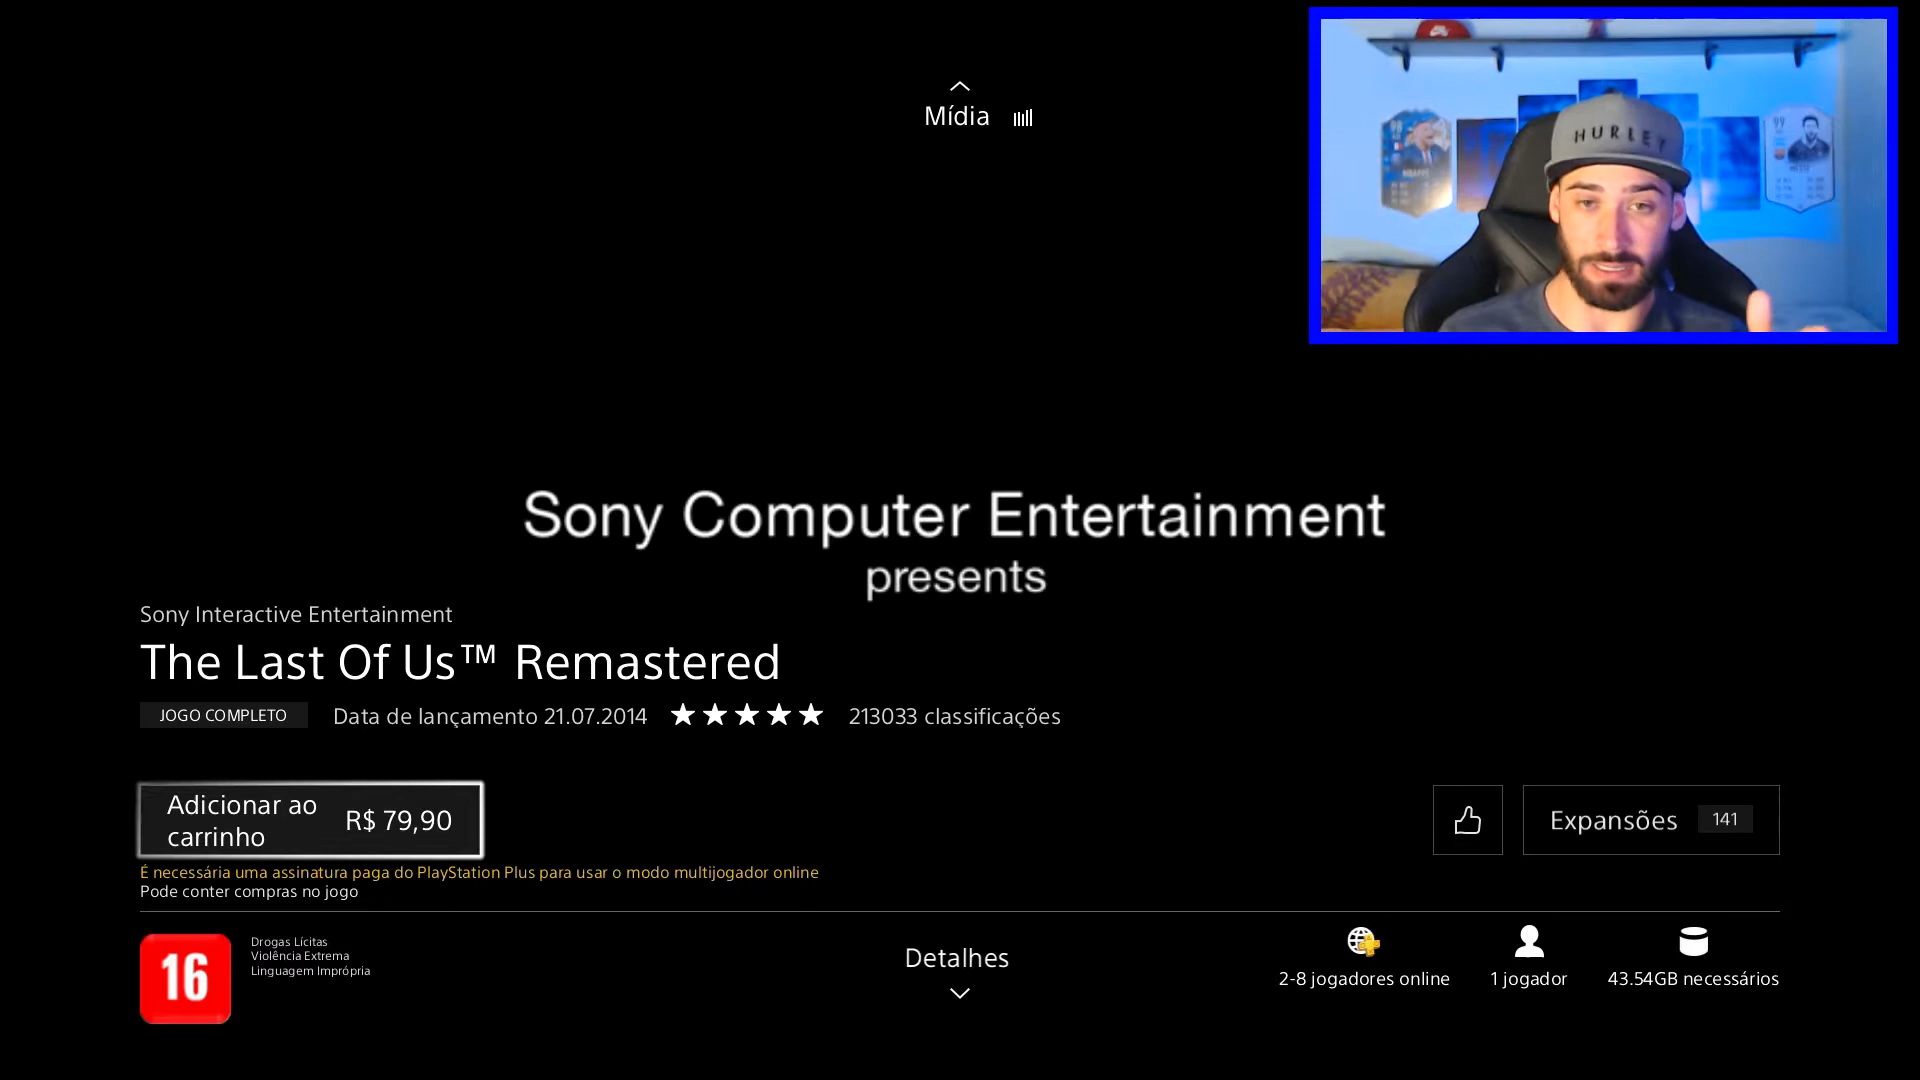 Mídia
HURLEY
99
Sony Computer Entertainment
presents
Sony Interactive Entertainment
The Last Of Us™ Remastered
JOGO COMPLETO
Data de lançamento 21.07.2014
213033 classificações
Adicionar ao
carrinho
R$ 79,90
Expansões
141
É necessária uma assinatura paga do PlayStation Plus para usar o modo multijogador online
Pode conter compras no jogo
16
Drogas Lícitas
Violência Extrema
Linguagem Imprópria
Detalhes
2-8 jogadores online
1 jogador
43.54GB necessários